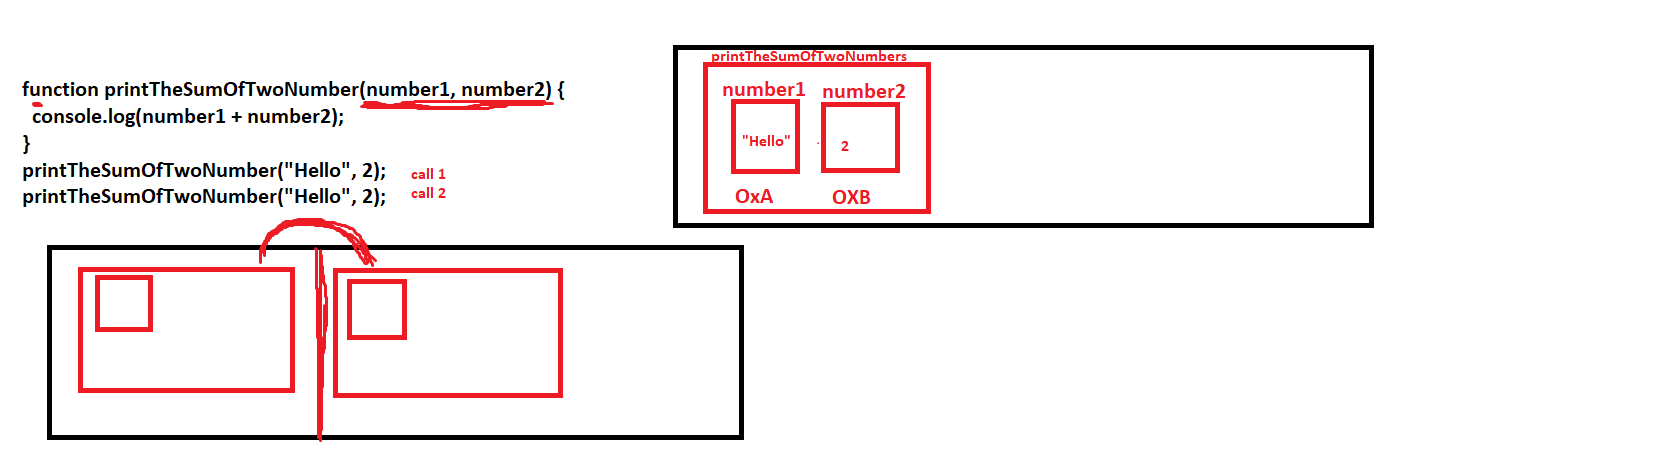 function printTheSumOfTwoNumber(number1, number2) {
console.log(number1 + number2);
}
printTheSumOfTwoNumber("Hello", 2); call 1
printTheSumOfTwoNumber("Hello", 2); call 2
printTheSumOfTwoNumbers
number1 number2
"Hello" 2
OxA OXB